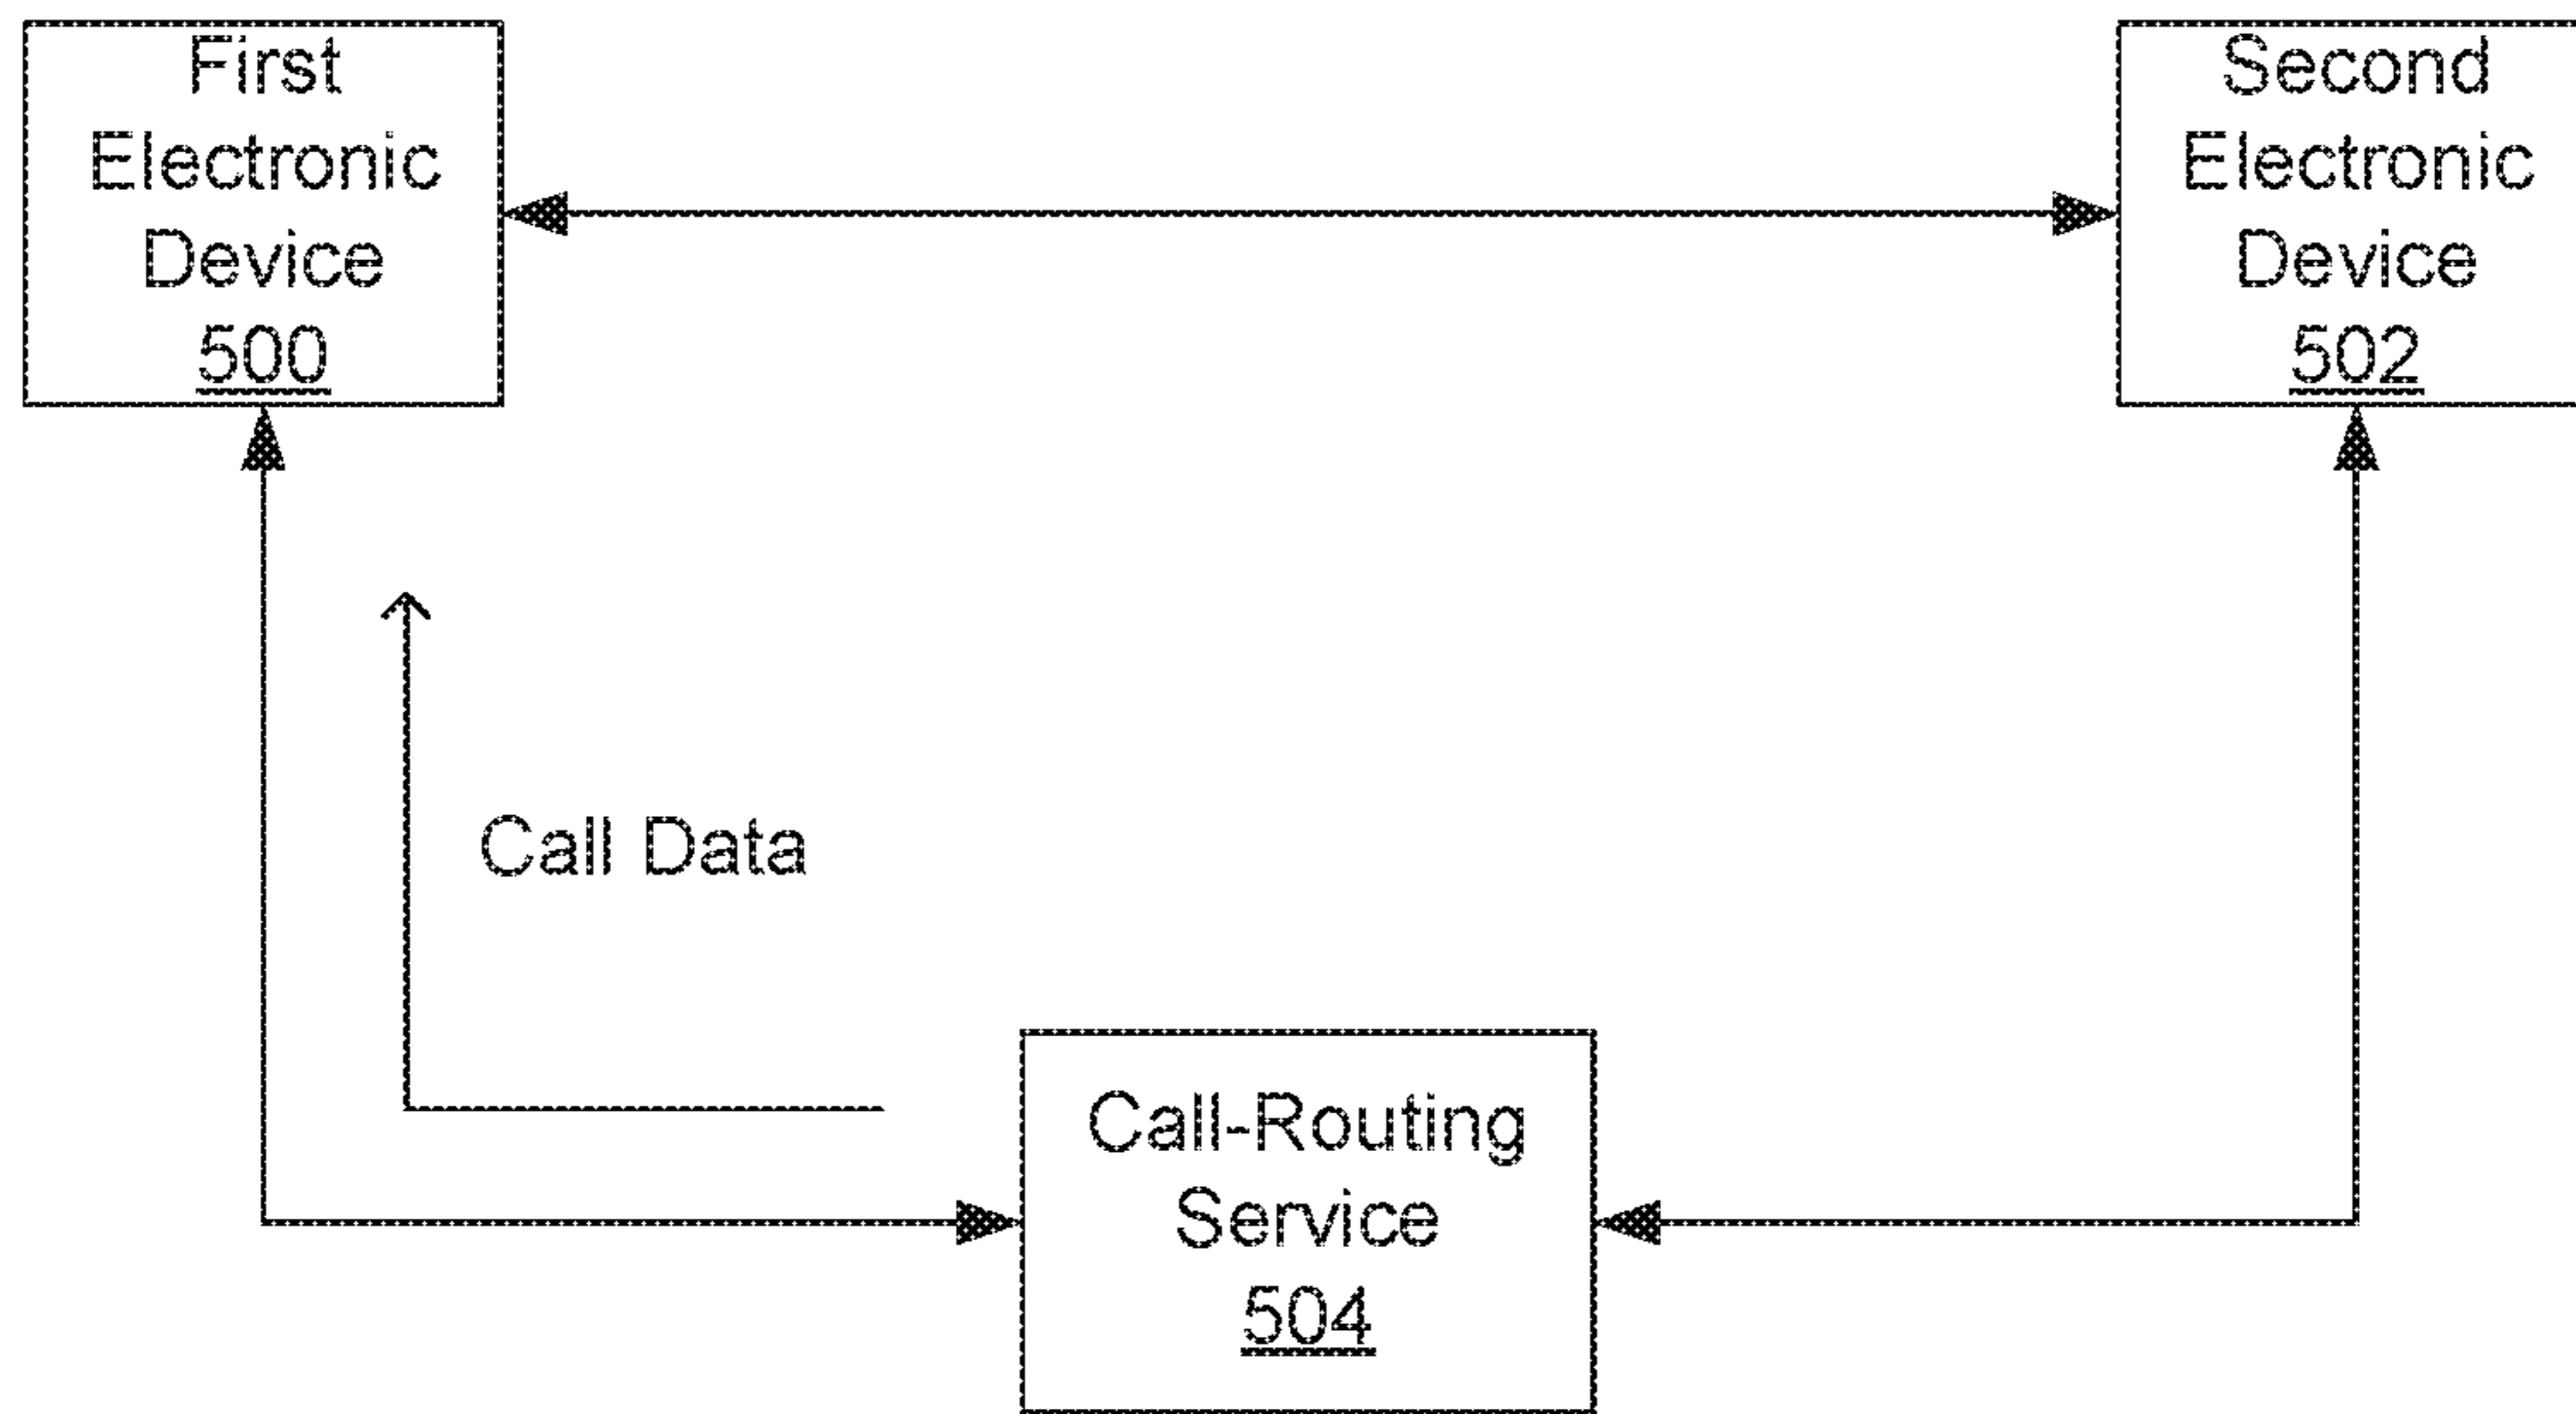 First
Electronic
Device
500
Second
Electronic
Device
502
Call Data
Call-Routing
Service
504